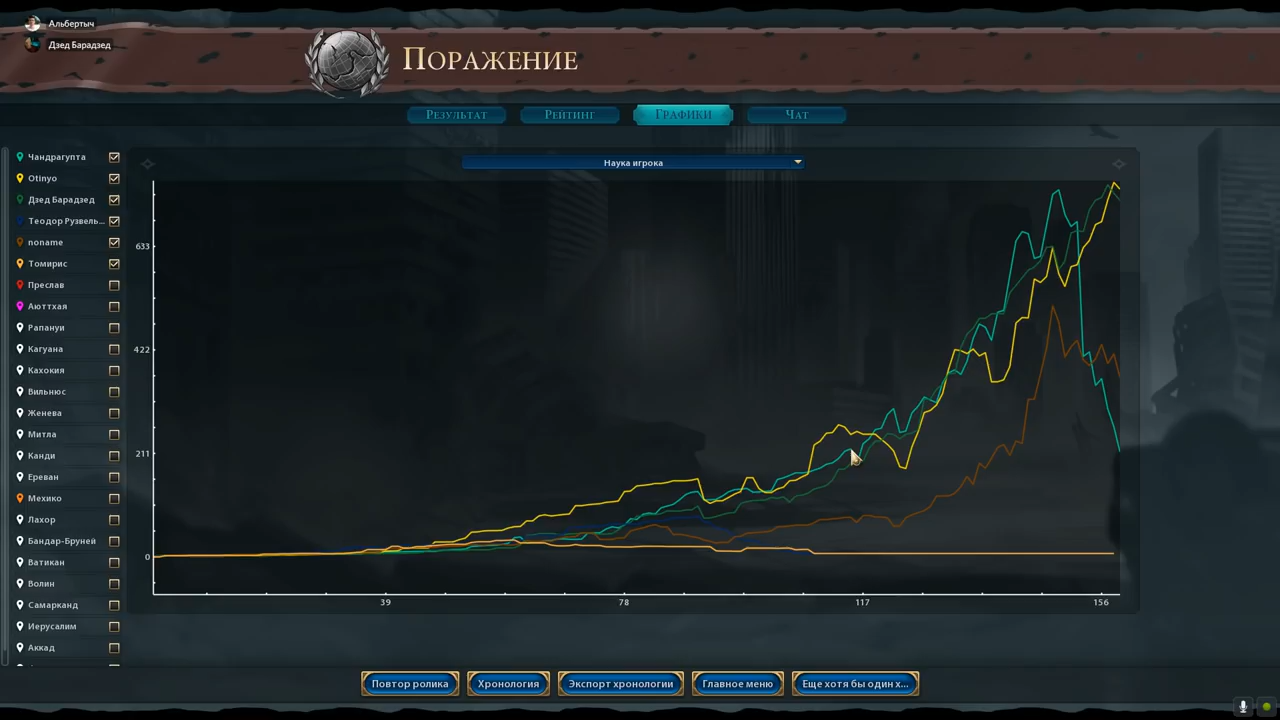 Альбертыч
Дзед Барадзед
Поражение
Результат
Рейтинг
Графики
Чат
Наука игрока
Чандрагупта
Otinyo
Дзед Барадзед
Теодор Рузвель...
noname
Томирис
Преслав
Аюттхая
Рапануи
Кагуана
Кахокия
Вильнюс
Женева
Митла
Канди
Ереван
Мехико
Лахор
Бандар-Бруней
Ватикан
Волин
Самарканд
Иерусалим
Аккад
633
422
211
0
39
78
117
156
Повтор ролика
Хронология
Экспорт хронологии
Главное меню
Еще хотя бы один х...